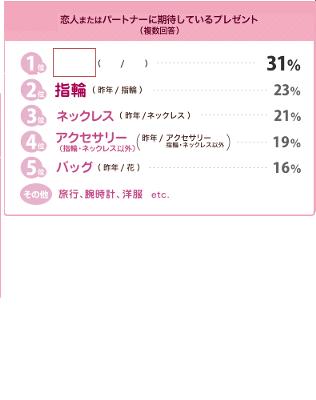 恋人またはパートナーに期待しているプレゼント
(複数回答)
1位 ( / ) 31%
2位 指輪 (昨年/指輪) 23%
3位 ネックレス (昨年/ネックレス) 21%
4位 アクセサリー (昨年/アクセサリー 19%
(指輪・ネックレス以外) 指輪・ネックレス以外)
5位 バッグ (昨年/花) 16%
その他 旅行、腕時計、洋服 etc.